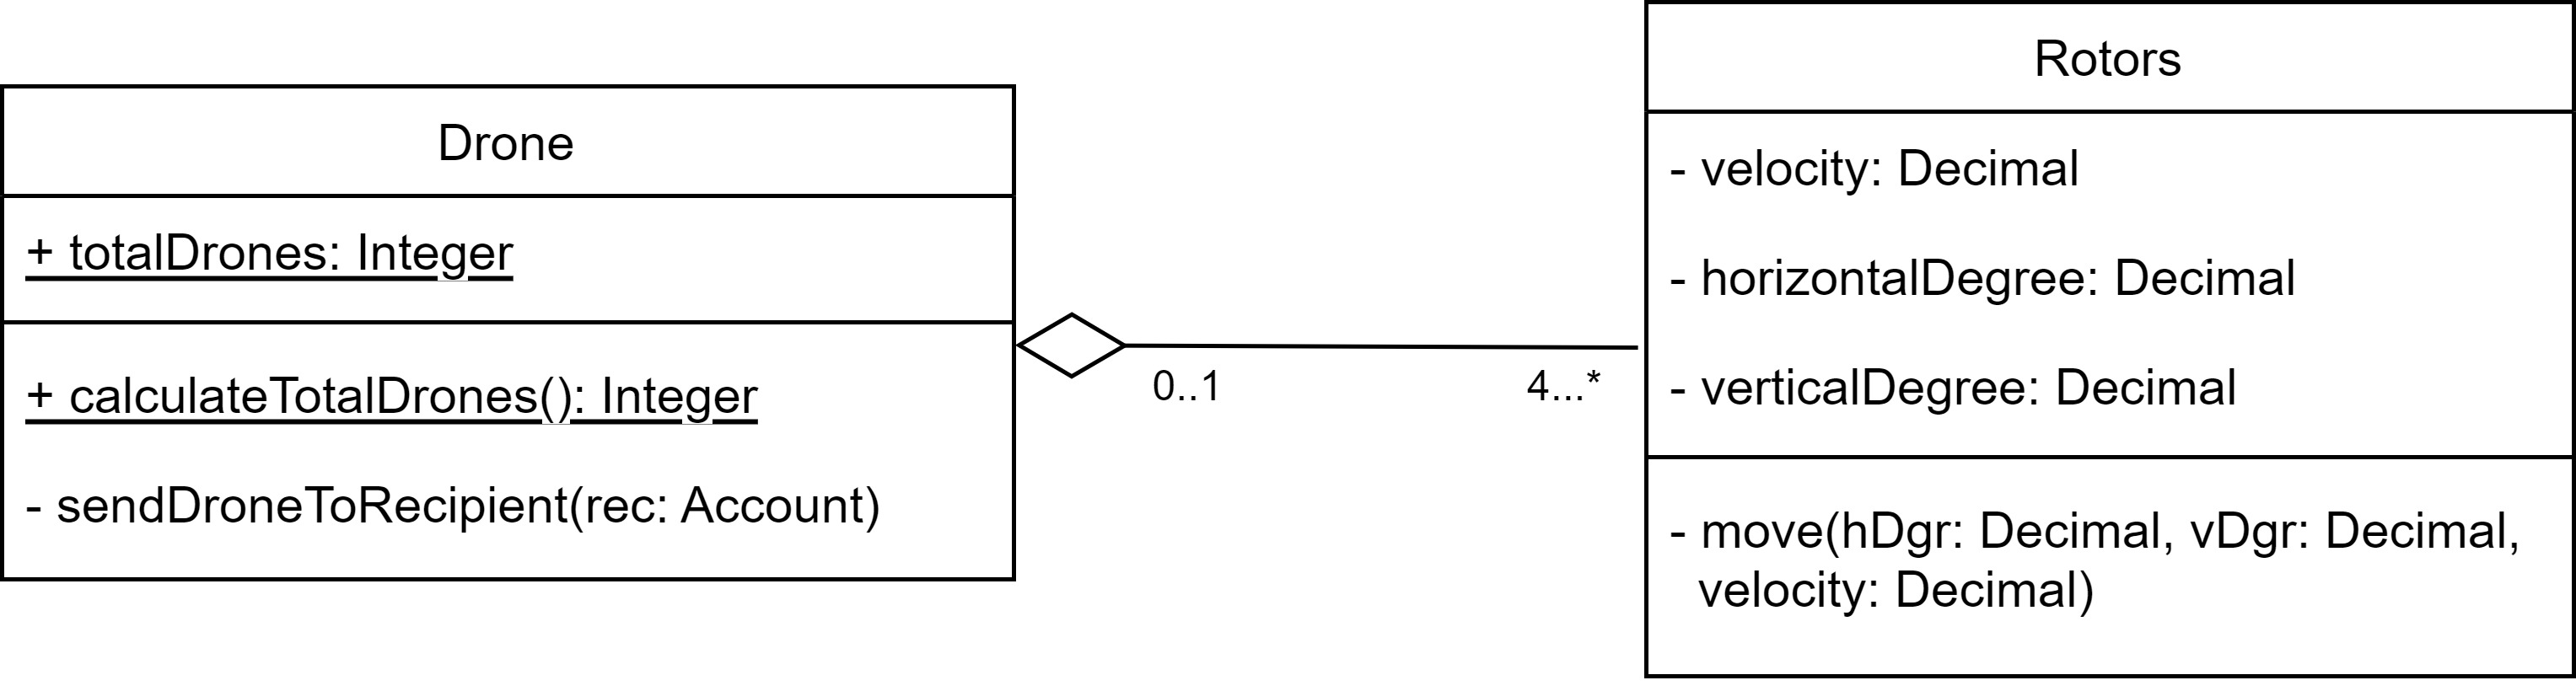 Drone
+ totalDrones: Integer
+ calculateTotalDrones(): Integer
- sendDroneToRecipient(rec: Account)
0..1
4...*
Rotors
- velocity: Decimal
- horizontalDegree: Decimal
- verticalDegree: Decimal
- move(hDgr: Decimal, vDgr: Decimal,
velocity: Decimal)